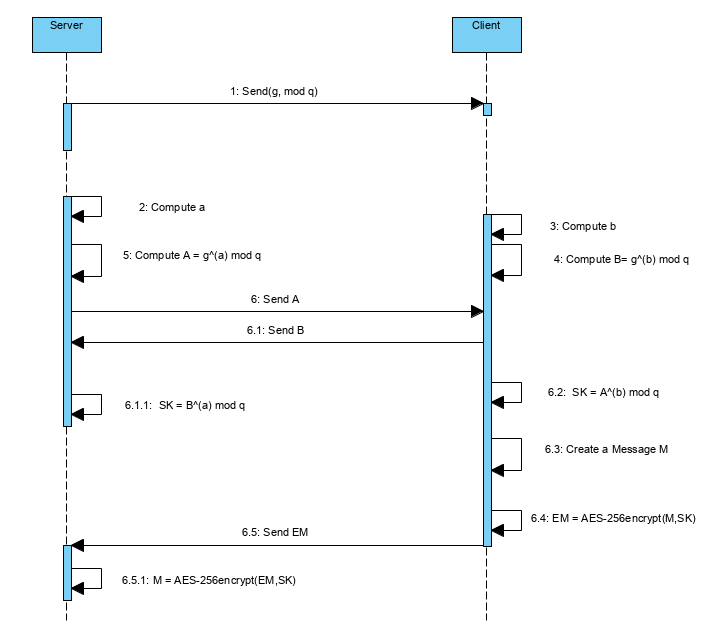 Server
Client
1: Send(g, mod q)
2: Compute a
3: Compute b
5: Compute A = g^(a) mod q
4: Compute B= g^(b) mod q
6: Send A
6.1: Send B
6.2:  SK = A^(b) mod q
6.1.1:  SK = B^(a) mod q
6.3: Create a Message M
6.4: EM = AES-256encrypt(M,SK)
6.5: Send EM
6.5.1: M = AES-256encrypt(EM,SK)